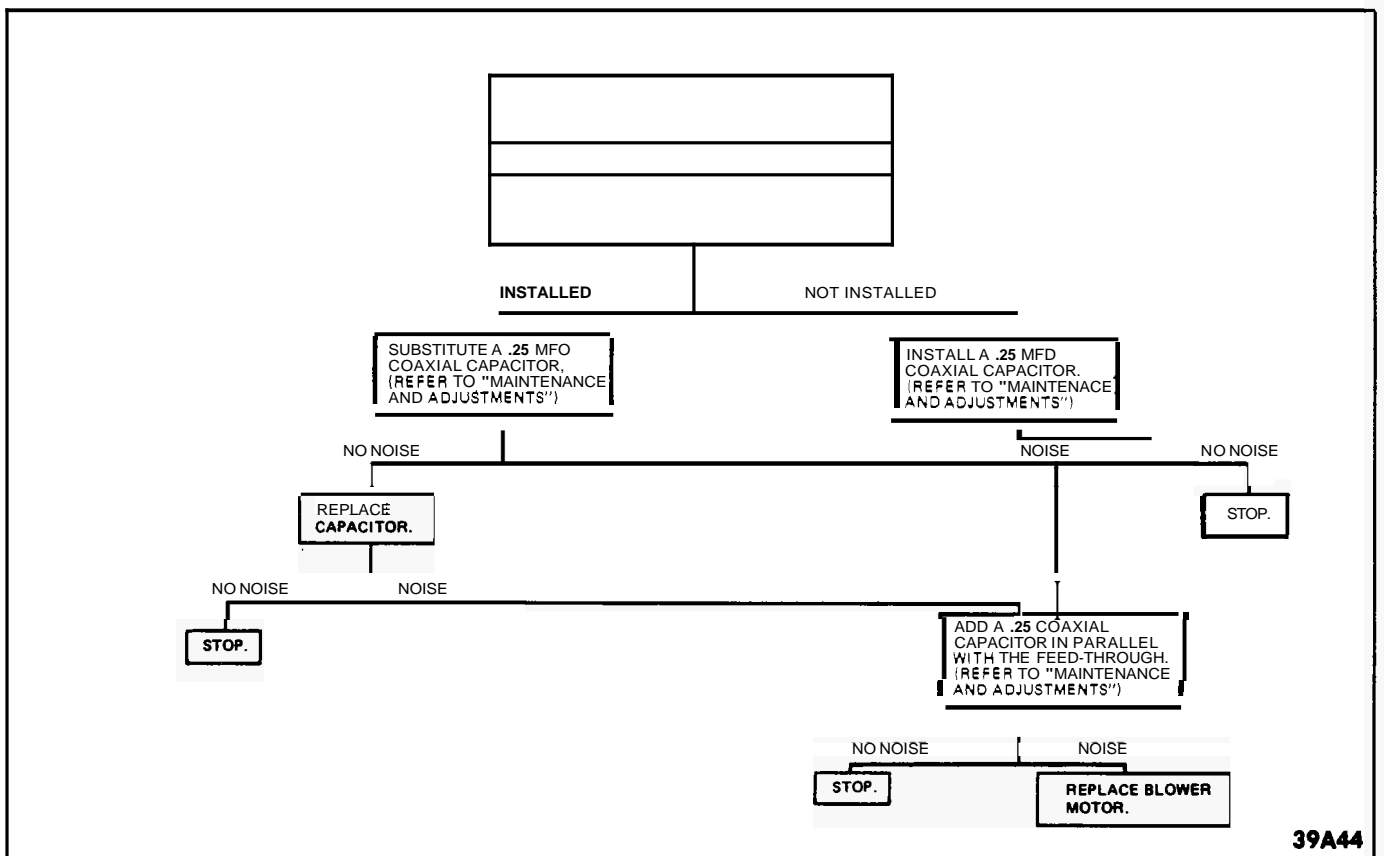 INSTALLED
NOT INSTALLED
SUBSTITUTE A .25 MFO
COAXIAL CAPACITOR,
(REFER TO "MAINTENANCE
AND ADJUSTMENTS")
INSTALL A .25 MFD
COAXIAL CAPACITOR.
(REFER TO "MAINTENACE
AND ADJUSTMENTS")
NO NOISE
NOISE
NO NOISE
REPLACE
CAPACITOR.
STOP.
NO NOISE
NOISE
STOP.
ADD A .25 COAXIAL
CAPACITOR IN PARALLEL
WITH THE FEED-THROUGH.
(REFER TO "MAINTENANCE
AND ADJUSTMENTS")
NO NOISE
NOISE
STOP.
REPLACE BLOWER
MOTOR.
39A44